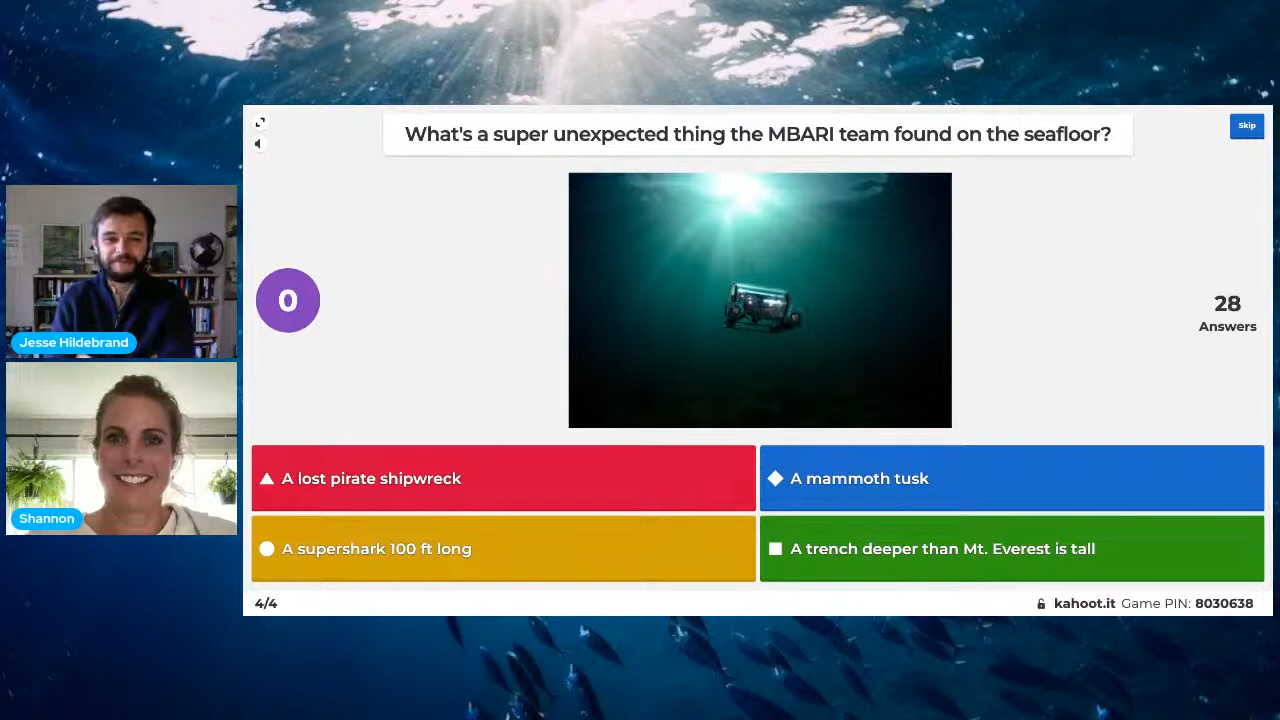 What's a super unexpected thing the MBARI team found on the seafloor?
Skip
Jesse Hildebrand
Shannon
0
28
Answers
A lost pirate shipwreck
A mammoth tusk
A supershark 100 ft long
A trench deeper than Mt. Everest is tall
4/4
kahoot.it Game PIN: 8030638